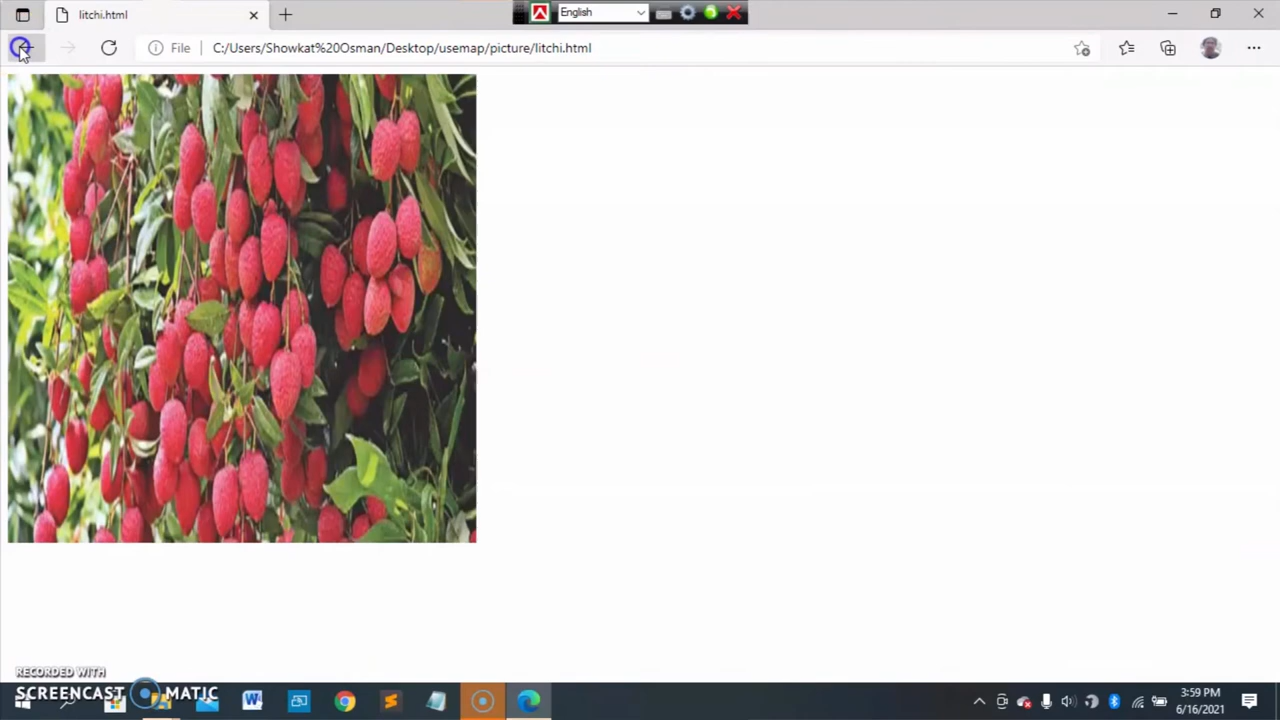 litchi.html
English
File
C:/Users/Showkat%20Osman/Desktop/usemap/picture/litchi.html
RECORDED WITH
SCREENCAST MATIC
3:59 PM
6/16/2021